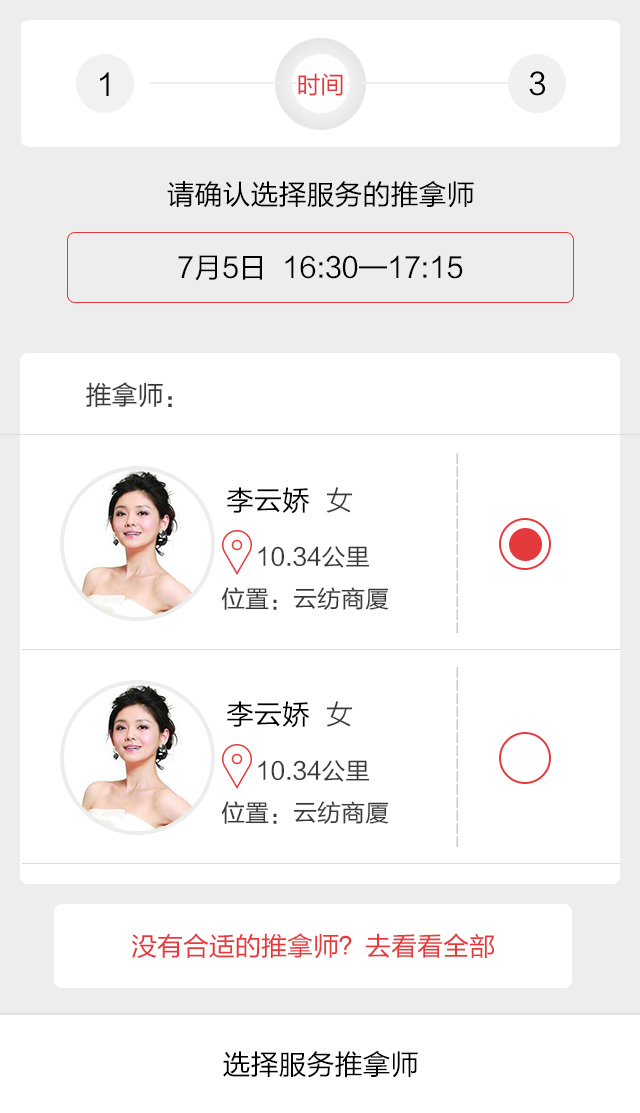 1 时间 3
请确认选择服务的推拿师
7月5日 16:30—17:15
推拿师：
李云娇 女
10.34公里
位置：云纺商厦
李云娇 女
10.34公里
位置：云纺商厦
没有合适的推拿师？去看看全部
选择服务推拿师